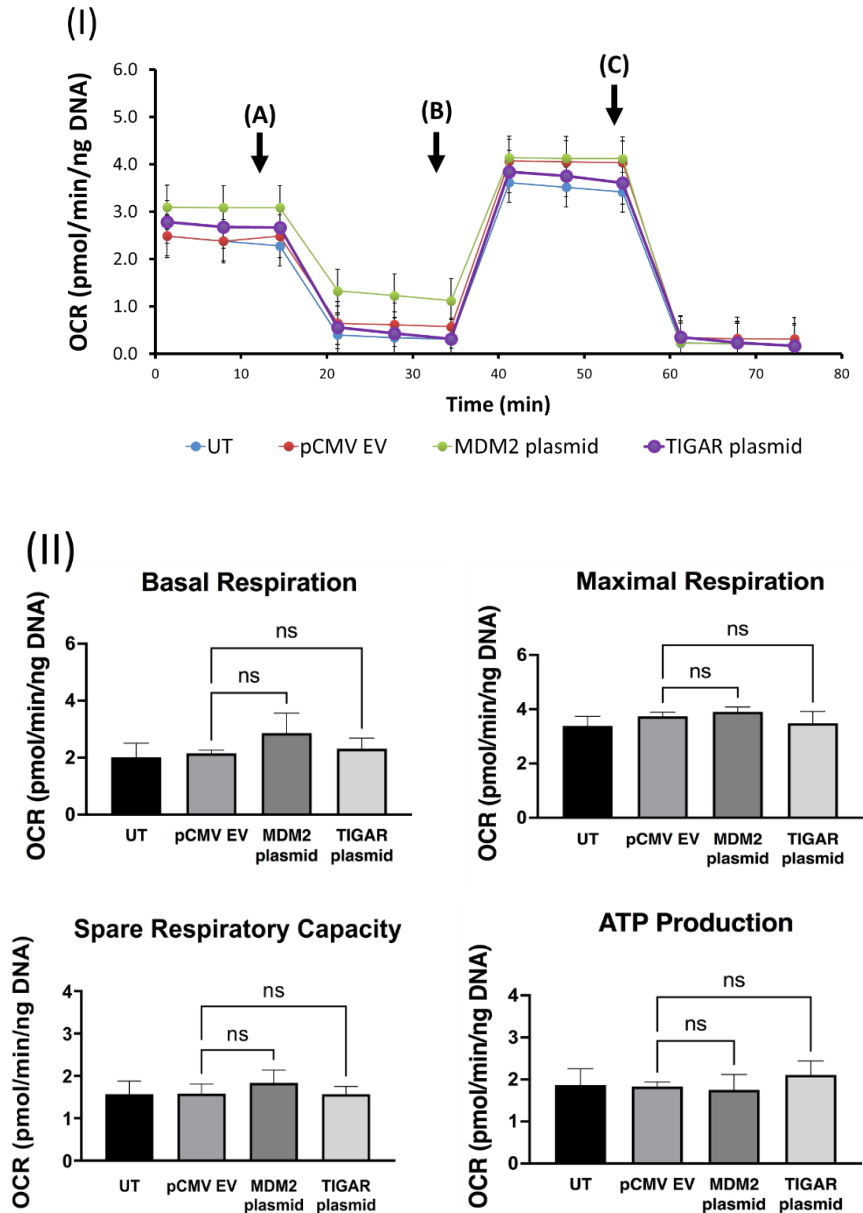 (I)
OCR (pmol/min/ng DNA)
6.0
5.0
4.0
3.0
2.0
1.0
0.0
(A)
(B)
(C)
0 10 20 30 40 50 60 70 80
Time (min)
UT pCMV EV MDM2 plasmid TIGAR plasmid
(II)
Basal Respiration
OCR (pmol/min/ng DNA)
6
4
2
0
ns
ns
UT pCMV EV MDM2 TIGAR
plasmid plasmid
Maximal Respiration
OCR (pmol/min/ng DNA)
6
4
2
0
ns
ns
UT pCMV EV MDM2 TIGAR
plasmid plasmid
Spare Respiratory Capacity
OCR (pmol/min/ng DNA)
4
3
2
1
0
ns
ns
UT pCMV EV MDM2 TIGAR
plasmid plasmid
ATP Production
OCR (pmol/min/ng DNA)
4
3
2
1
0
ns
ns
UT pCMV EV MDM2 TIGAR
plasmid plasmid